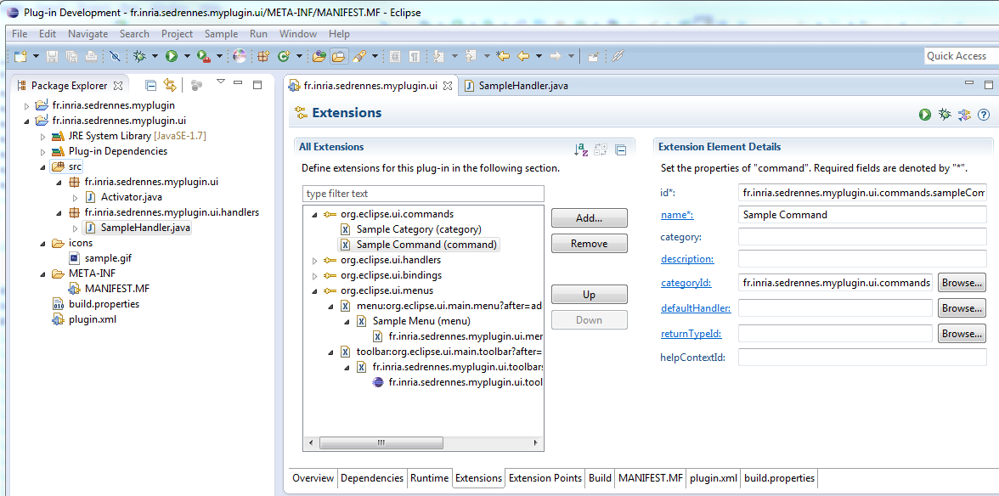 Plug-in Development - fr.inria.sedrennes.myplugin.ui/META-INF/MANIFEST.MF - Eclipse
File Edit Navigate Search Project Sample Run Window Help
Quick Access
Package Explorer
fr.inria.sedrennes.myplugin
fr.inria.sedrennes.myplugin.ui
JRE System Library [JavaSE-1.7]
Plug-in Dependencies
src
fr.inria.sedrennes.myplugin.ui
Activator.java
fr.inria.sedrennes.myplugin.ui.handlers
SampleHandler.java
icons
sample.gif
META-INF
MANIFEST.MF
build.properties
plugin.xml
fr.inria.sedrennes.myplugin.ui
SampleHandler.java
Extensions
All Extensions
Define extensions for this plug-in in the following section.
type filter text
org.eclipse.ui.commands
Sample Category (category)
Sample Command (command)
org.eclipse.ui.handlers
org.eclipse.ui.bindings
org.eclipse.ui.menus
menu:org.eclipse.ui.main.menu?after=ad
Sample Menu (menu)
fr.inria.sedrennes.myplugin.ui.mer
toolbar:org.eclipse.ui.main.toolbar?after=
fr.inria.sedrennes.myplugin.ui.toolbars
fr.inria.sedrennes.myplugin.ui.tool
Add...
Remove
Up
Down
Extension Element Details
Set the properties of "command". Required fields are denoted by "*".
id*: fr.inria.sedrennes.myplugin.ui.commands.sampleCom
name*: Sample Command
category:
description:
categoryId: fr.inria.sedrennes.myplugin.ui.commands Browse...
defaultHandler: Browse...
returnTypeId: Browse...
helpContextId:
Overview Dependencies Runtime Extensions Extension Points Build MANIFEST.MF plugin.xml build.properties